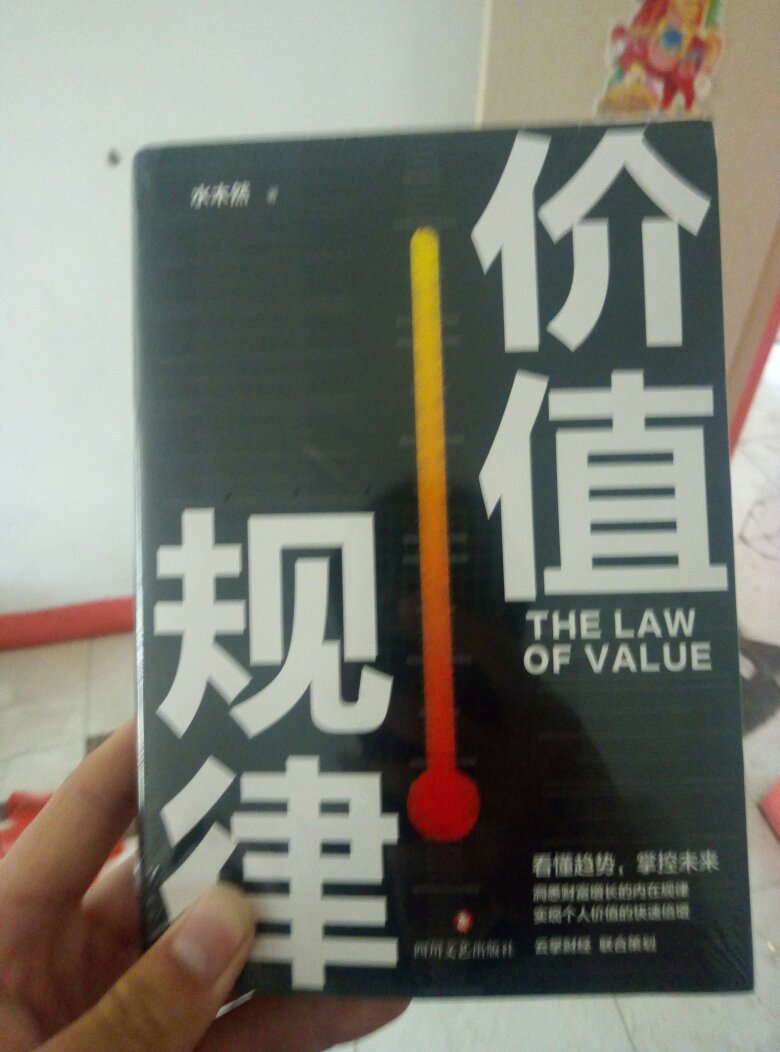 水木然 著
价值
规律
THE LAW
OF VALUE
看懂趋势，掌控未来
洞悉财富增长的内在规律
实现个人价值的快速倍增
四川文艺出版社
云掌财经 联合策划